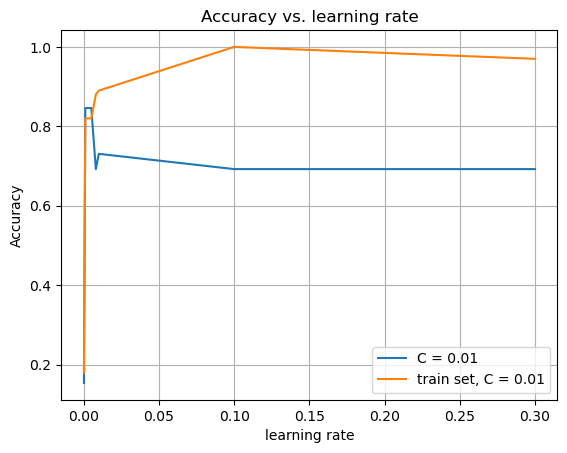 Accuracy vs. learning rate
1.0
0.8
0.6
0.4
0.2
Accuracy
C = 0.01
train set, C = 0.01
0.00 0.05 0.10 0.15 0.20 0.25 0.30
learning rate